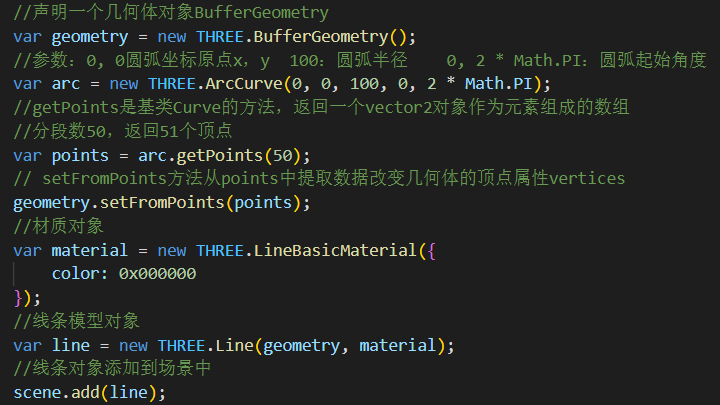 //声明一个几何体对象BufferGeometry
var geometry = new THREE.BufferGeometry();
//参数：0, 0圆弧坐标原点x，y  100：圆弧半径    0, 2 * Math.PI：圆弧起始角度
var arc = new THREE.ArcCurve(0, 0, 100, 0, 2 * Math.PI);
//getPoints是基类Curve的方法，返回一个vector2对象作为元素组成的数组
//分段数50，返回51个顶点
var points = arc.getPoints(50);
// setFromPoints方法从points中提取数据改变几何体的顶点属性vertices
geometry.setFromPoints(points);
//材质对象
var material = new THREE.LineBasicMaterial({
    color: 0x000000
});
//线条模型对象
var line = new THREE.Line(geometry, material);
//线条对象添加到场景中
scene.add(line);